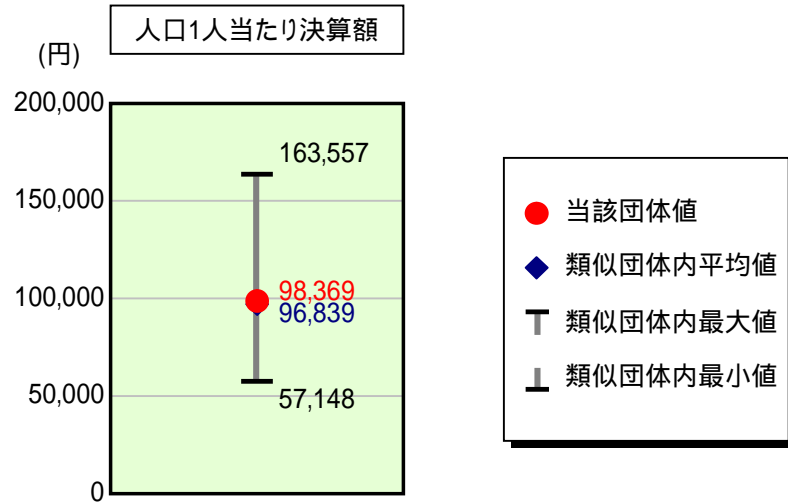 人口1人当たり決算額
(円)
200,000
150,000
100,000
50,000
0
163,557
98,369
96,839
57,148
当該団体値
類似団体内平均値
類似団体内最大値
類似団体内最小値